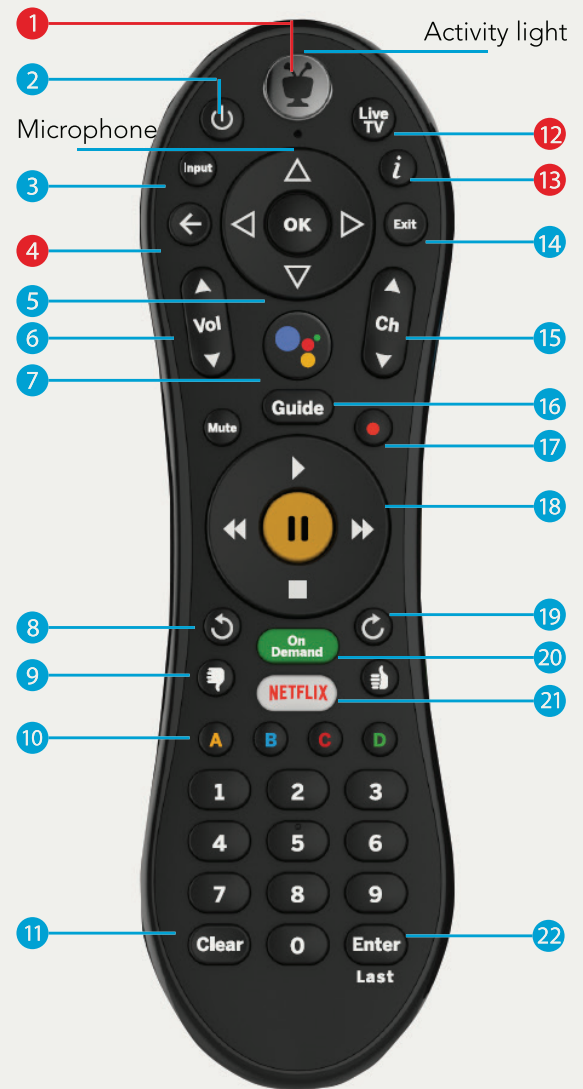 1
Activity light
2
Live
TV
12
Microphone
Input
i
13
3
OK
Exit
4
14
5
Vol
Ch
6
15
7
Guide
16
Mute
17
18
8
19
On
Demand
20
9
NETFLIX
21
10
A B C D
1 2 3
4 5 6
7 8 9
11
Clear 0 Enter
22
Last